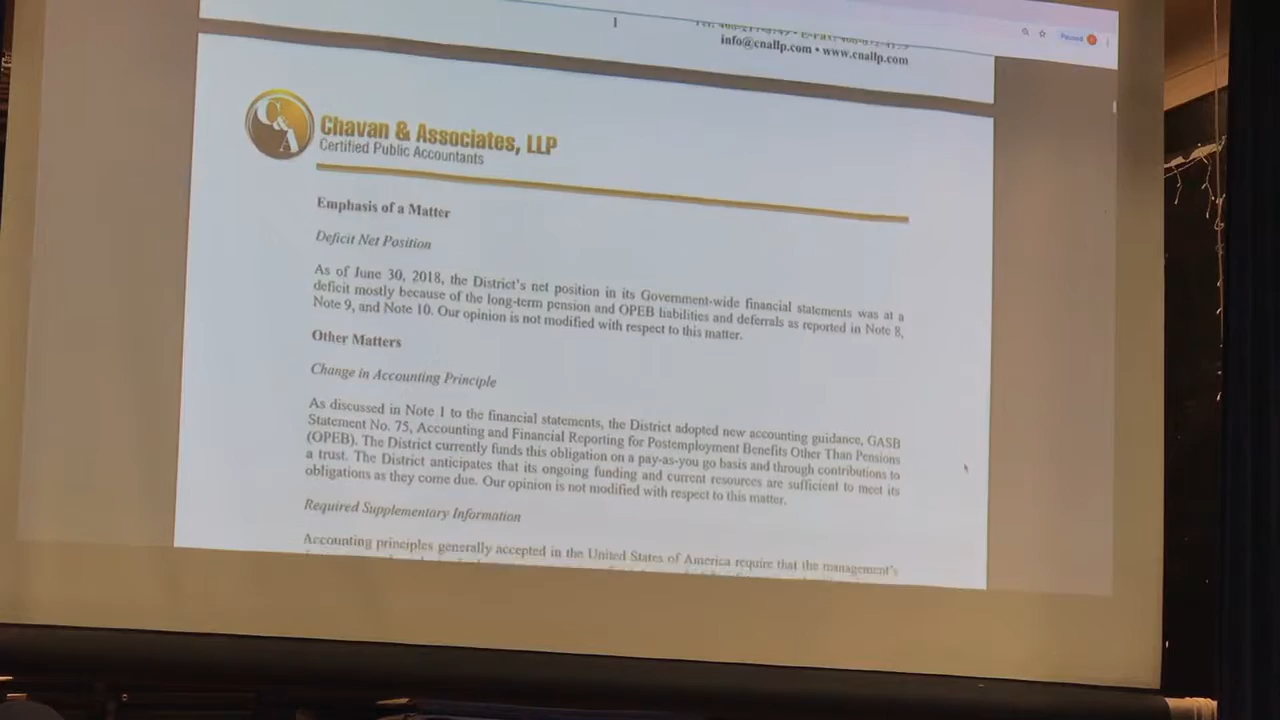 1
info@cnallp.com • www.cnallp.com
Paused
C&A
Chavan & Associates, LLP
Certified Public Accountants
Emphasis of a Matter
Deficit Net Position
As of June 30, 2018, the District's net position in its Government-wide financial statements was at a
deficit mostly because of the long-term pension and OPEB liabilities and deferrals as reported in Note 8,
Note 9, and Note 10. Our opinion is not modified with respect to this matter.
Other Matters
Change in Accounting Principle
As discussed in Note 1 to the financial statements, the District adopted new accounting guidance, GASB
Statement No. 75, Accounting and Financial Reporting for Postemployment Benefits Other Than Pensions
(OPEB). The District currently funds this obligation on a pay-as-you go basis and through contributions to
a trust. The District anticipates that its ongoing funding and current resources are sufficient to meet its
obligations as they come due. Our opinion is not modified with respect to this matter.
Required Supplementary Information
Accounting principles generally accepted in the United States of America require that the management's